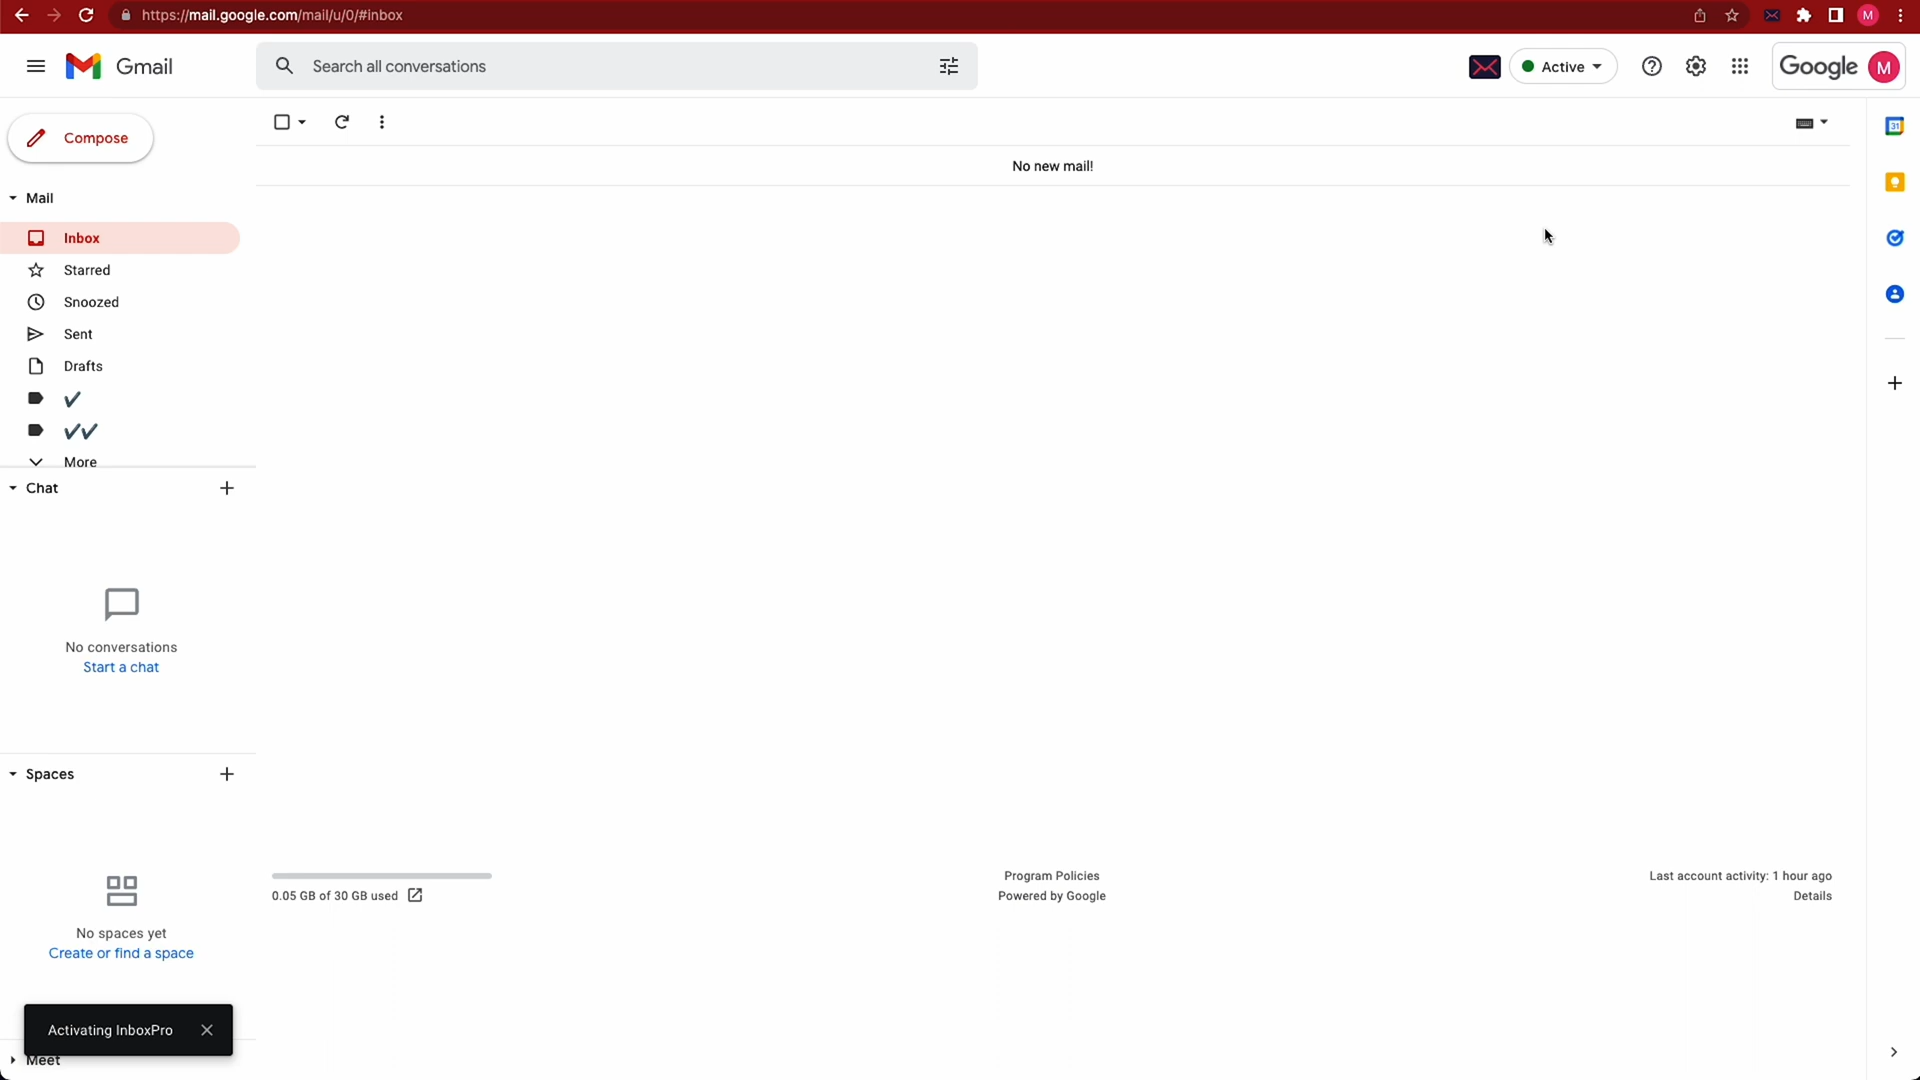 https://mail.google.com/mail/u/0/#inbox
M
Gmail
Search all conversations
Active
Google
M
Compose
31
No new mail!
Mail
Inbox
Starred
Snoozed
Sent
Drafts
✔
✔✔
More
Chat
No conversations
Start a chat
Spaces
No spaces yet
Create or find a space
0.05 GB of 30 GB used
Program Policies
Powered by Google
Last account activity: 1 hour ago
Details
Activating InboxPro
Meet